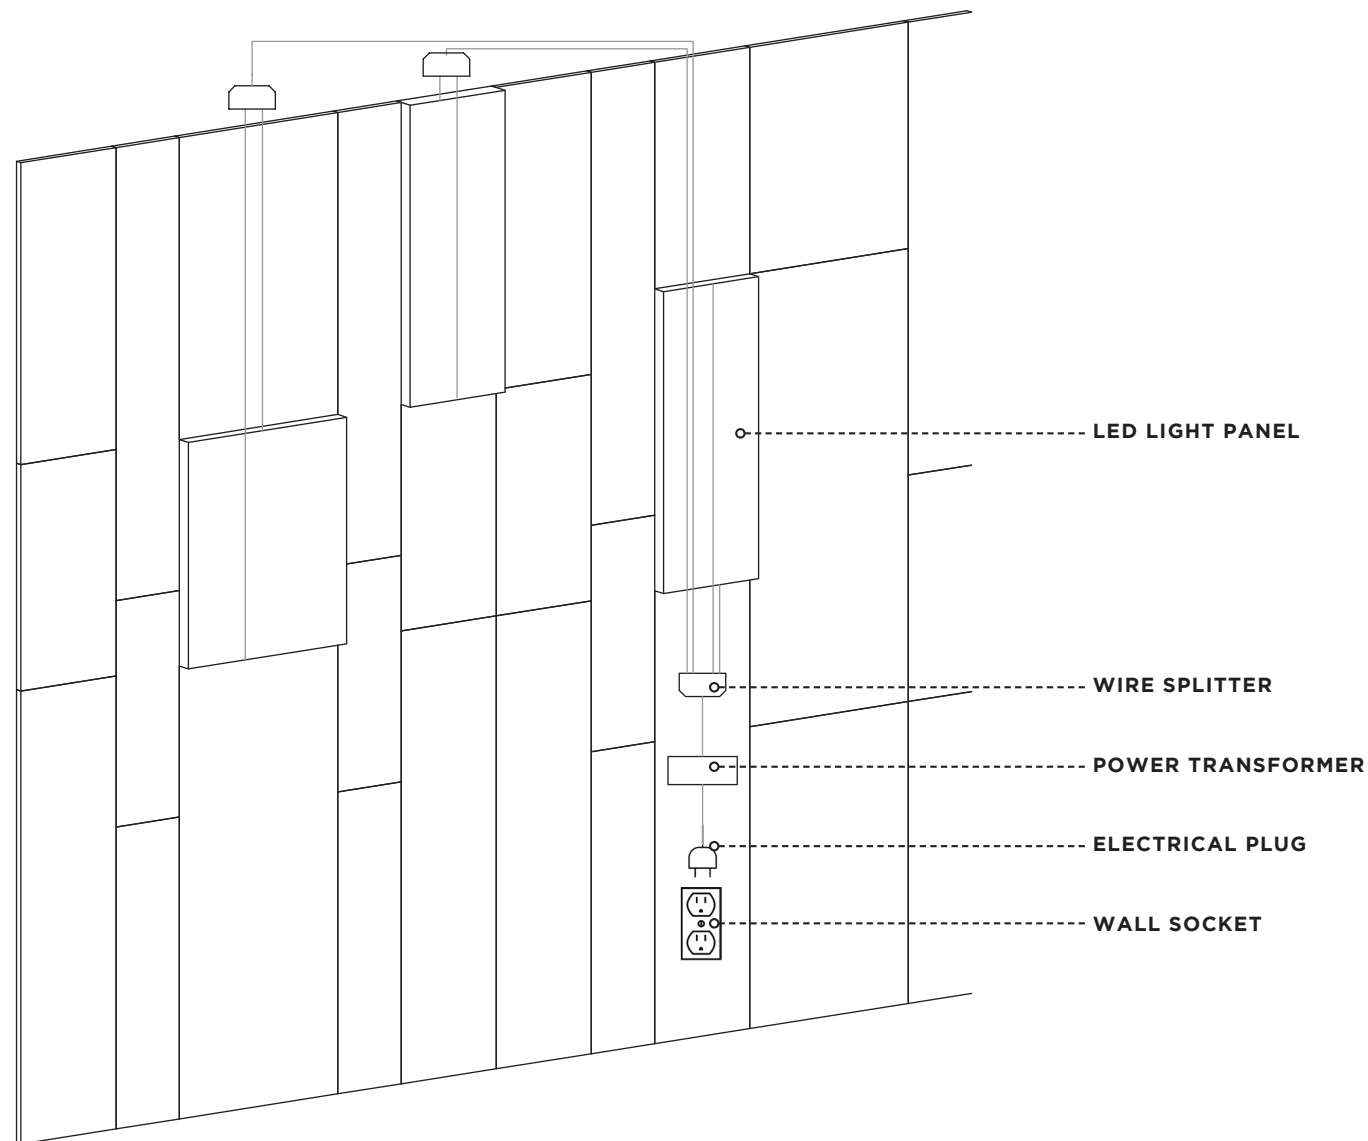 LED LIGHT PANEL
WIRE SPLITTER
POWER TRANSFORMER
ELECTRICAL PLUG
WALL SOCKET